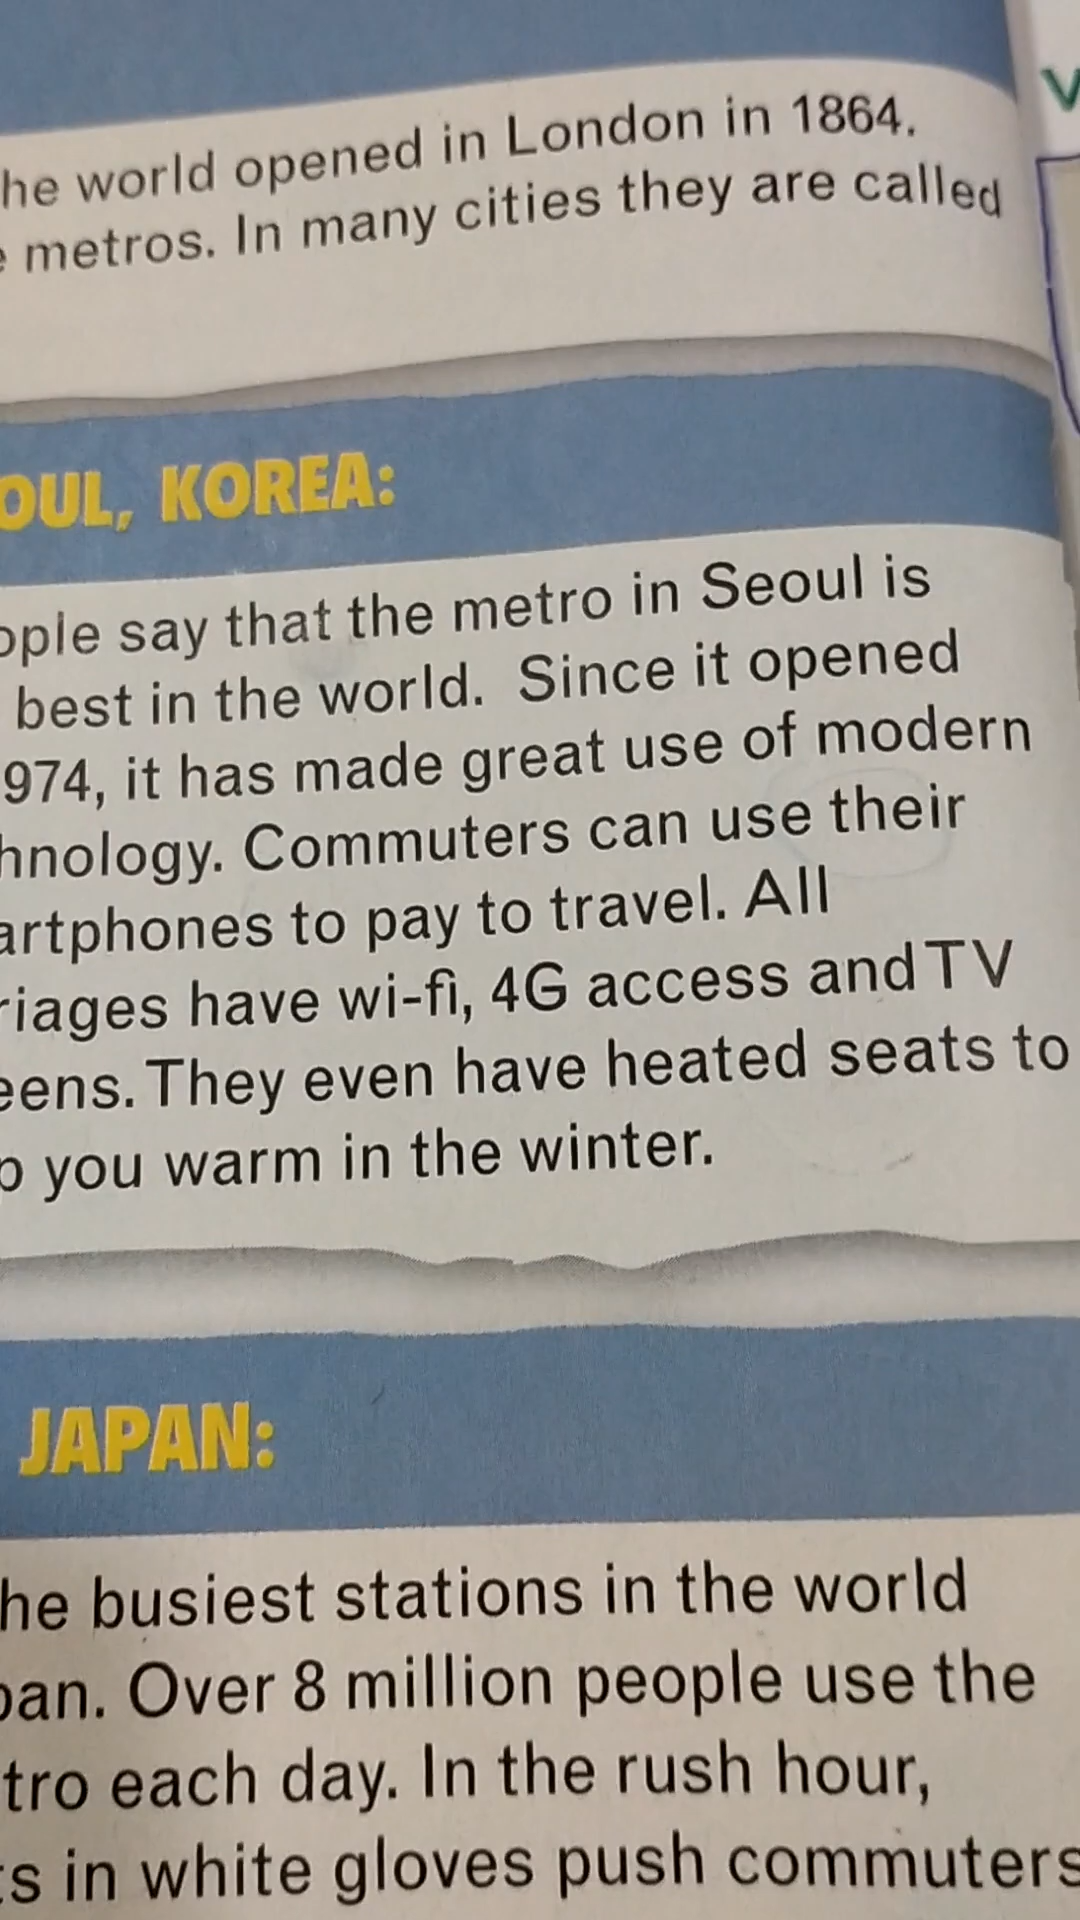 he world opened in London in 1864.
metros. In many cities they are called
OUL, KOREA:
ople say that the metro in Seoul is
best in the world. Since it opened
974, it has made great use of modern
hnology. Commuters can use their
artphones to pay to travel. All
riages have wi-fi, 4G access and TV
eens. They even have heated seats to
p you warm in the winter.
JAPAN:
he busiest stations in the world
pan. Over 8 million people use the
tro each day. In the rush hour,
ts in white gloves push commuters